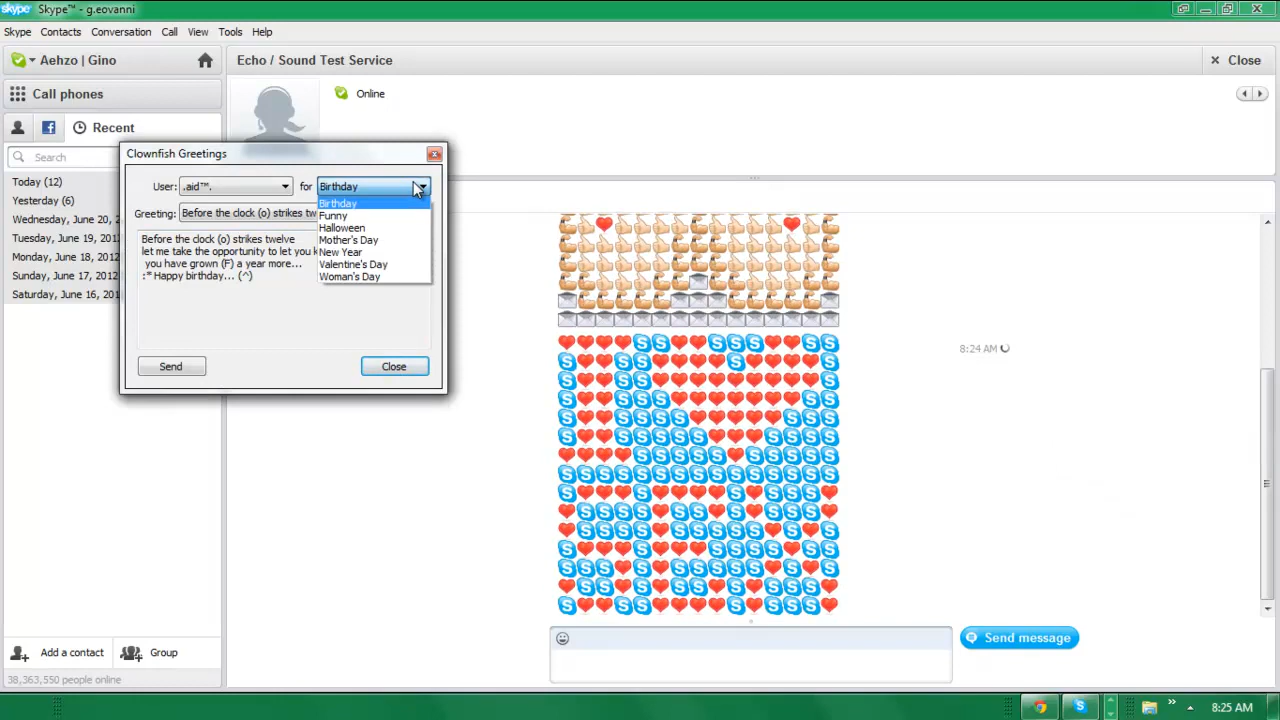 skype Skype™ - g.eovanni
Skype Contacts Conversation Call View Tools Help
Aehzo | Gino
Echo / Sound Test Service
Close
Call phones
Online
Recent
Search
Today (12)
Yesterday (6)
Wednesday, June 20, 
Tuesday, June 19, 201
Monday, June 18, 201
Sunday, June 17, 2012
Saturday, June 16, 201
Clownfish Greetings
User: .aid™. for Birthday
Greeting: Before the clock (o) strikes tw
Birthday
Funny
Halloween
Mother's Day
New Year
Valentine's Day
Woman's Day
Before the clock (o) strikes twelve
let me take the opportunity to let you k
you have grown (F) a year more...
:* Happy birthday... (^)
Send
Close
8:24 AM
Send message
Add a contact
Group
38,363,550 people online
8:25 AM